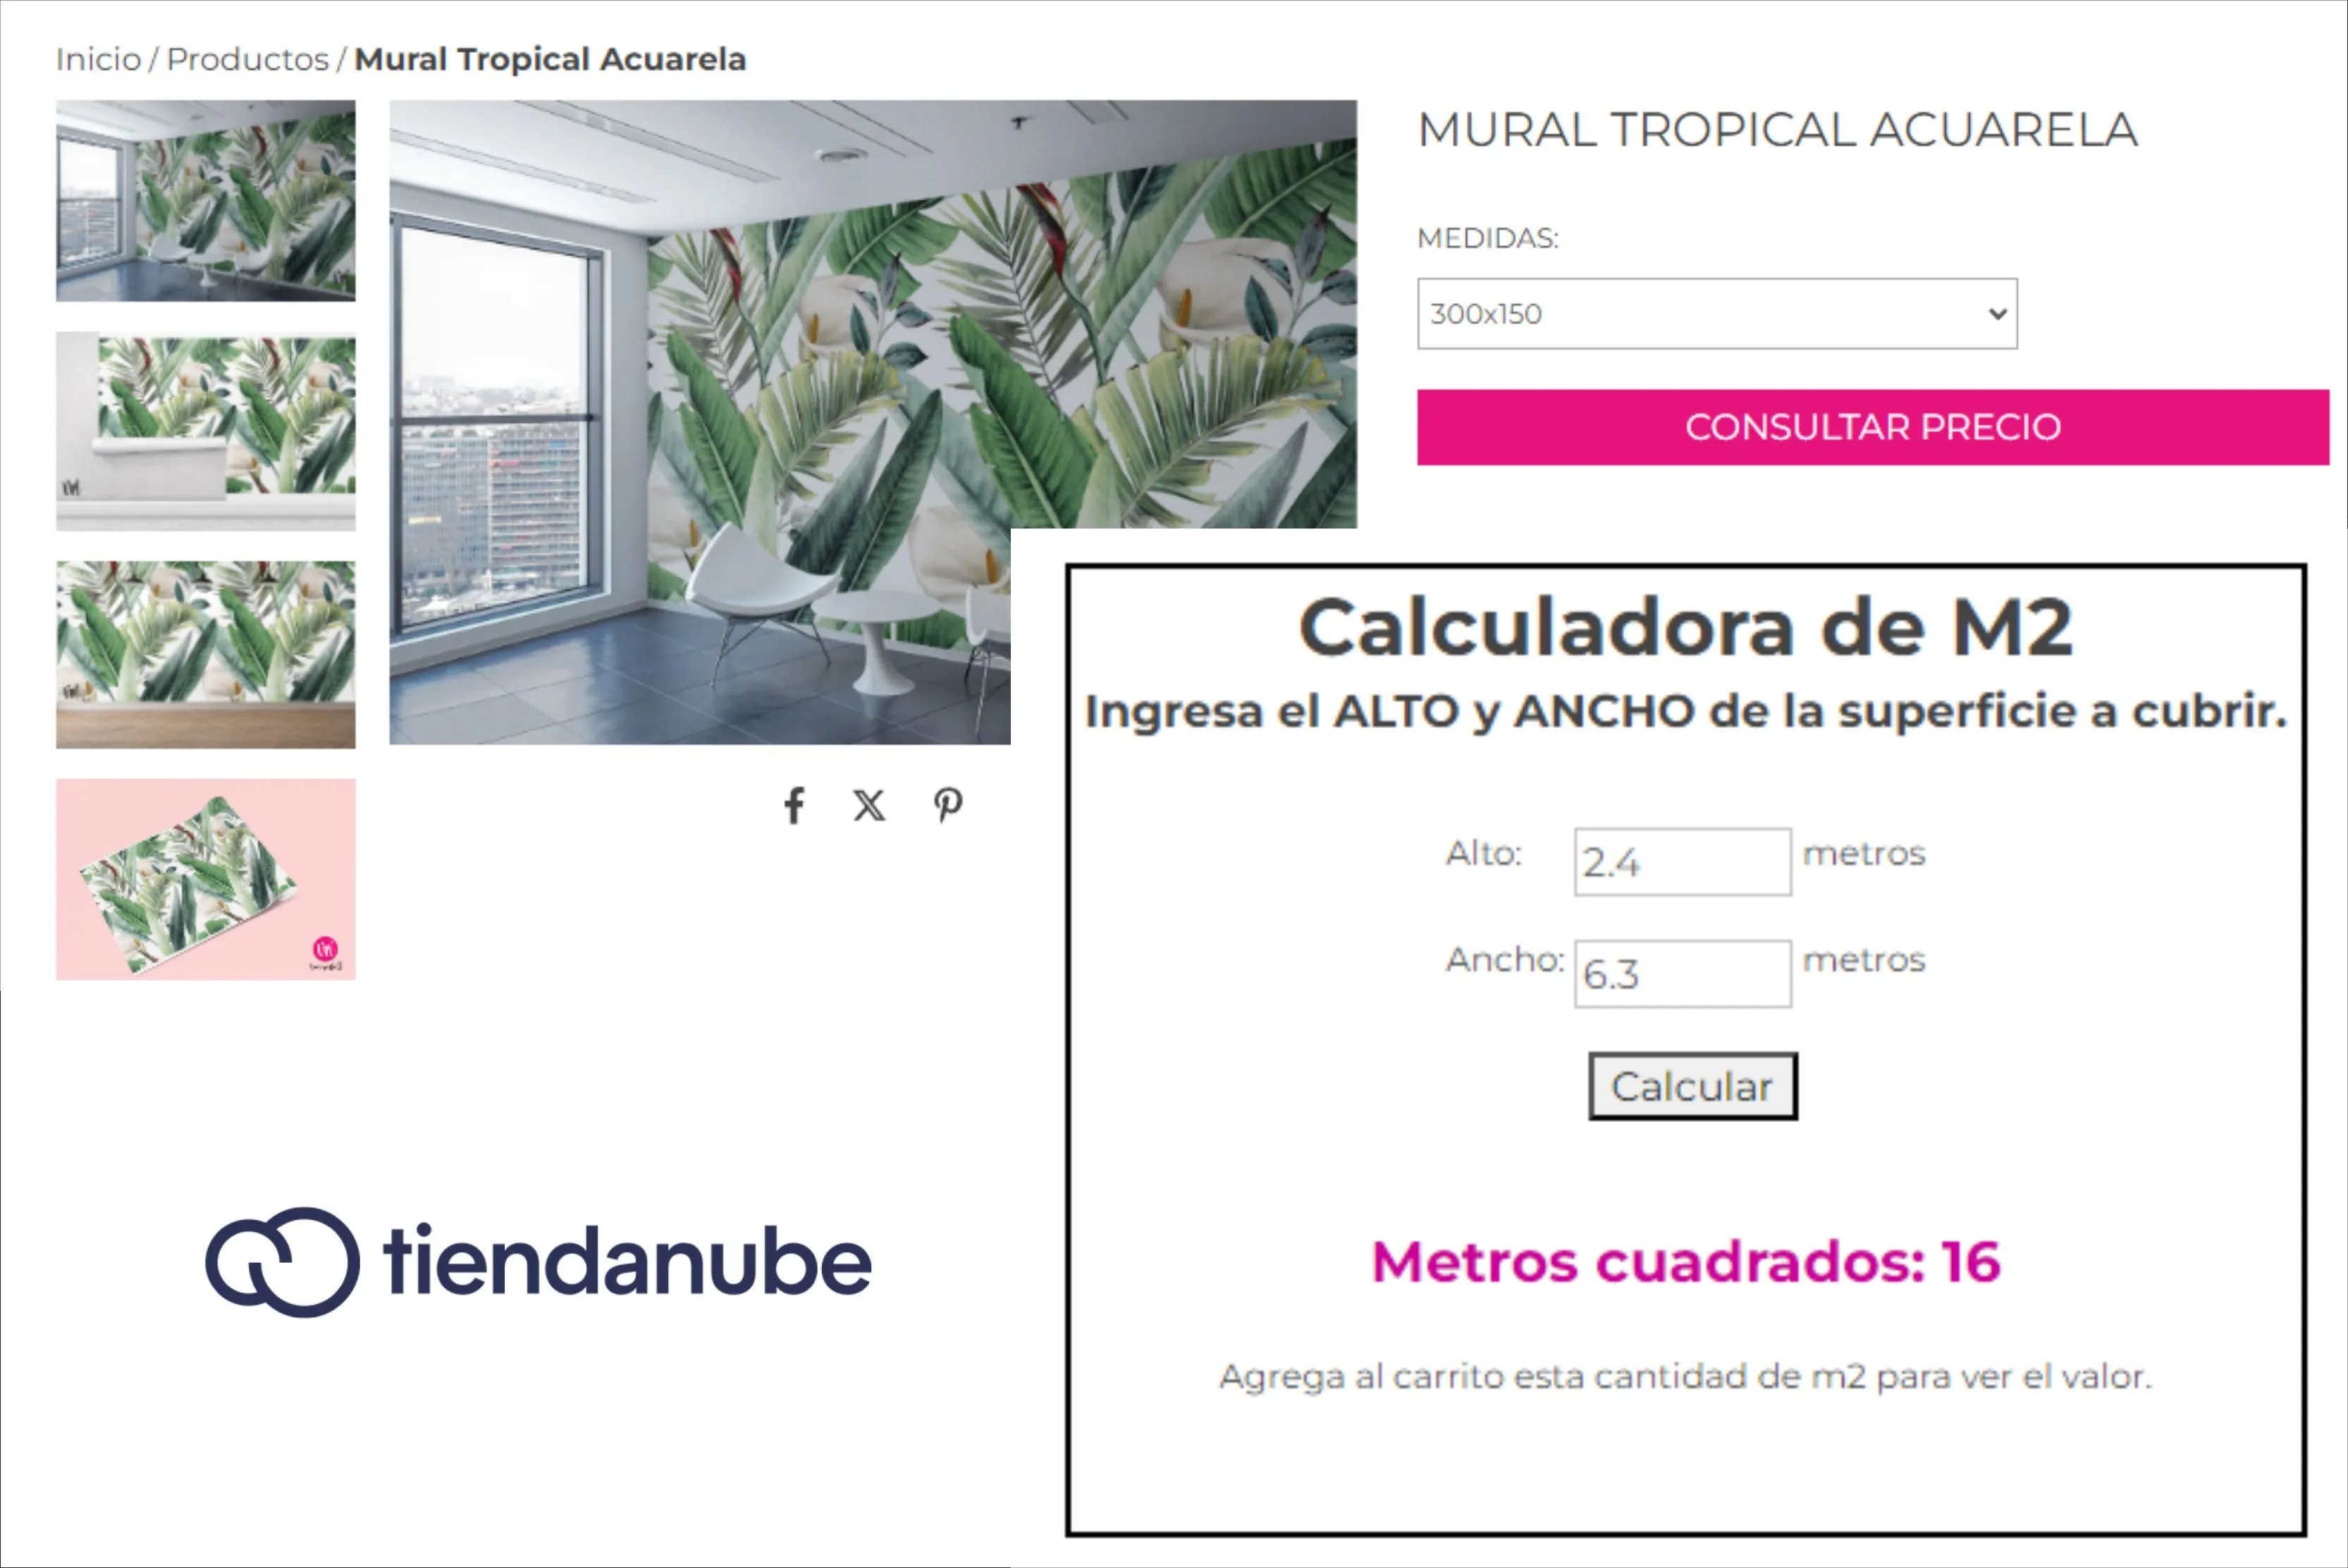 Inicio / Productos / Mural Tropical Acuarela
MURAL TROPICAL ACUARELA
MEDIDAS:
300x150
CONSULTAR PRECIO
Calculadora de M2
Ingresa el ALTO y ANCHO de la superficie a cubrir.
Alto: 2.4 metros
Ancho: 6.3 metros
Calcular
Metros cuadrados: 16
Agrega al carrito esta cantidad de m2 para ver el valor.
tiendanube